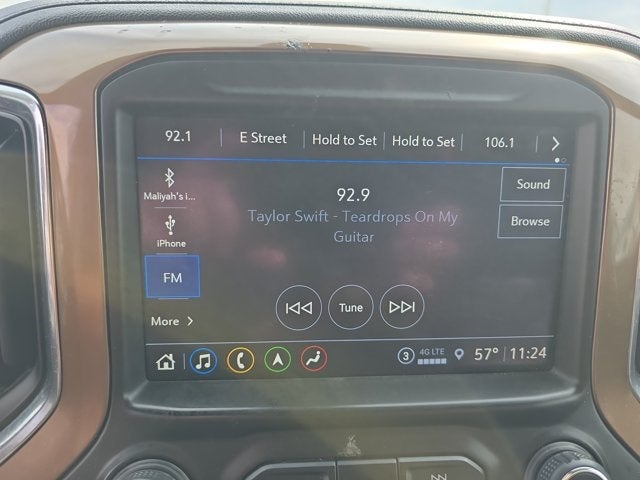 92.1 E Street Hold to Set Hold to Set 106.1
Maliyah's i...
iPhone
FM
More
92.9
Taylor Swift - Teardrops On My
Guitar
Sound
Browse
Tune
3 4G LTE 57° 11:24